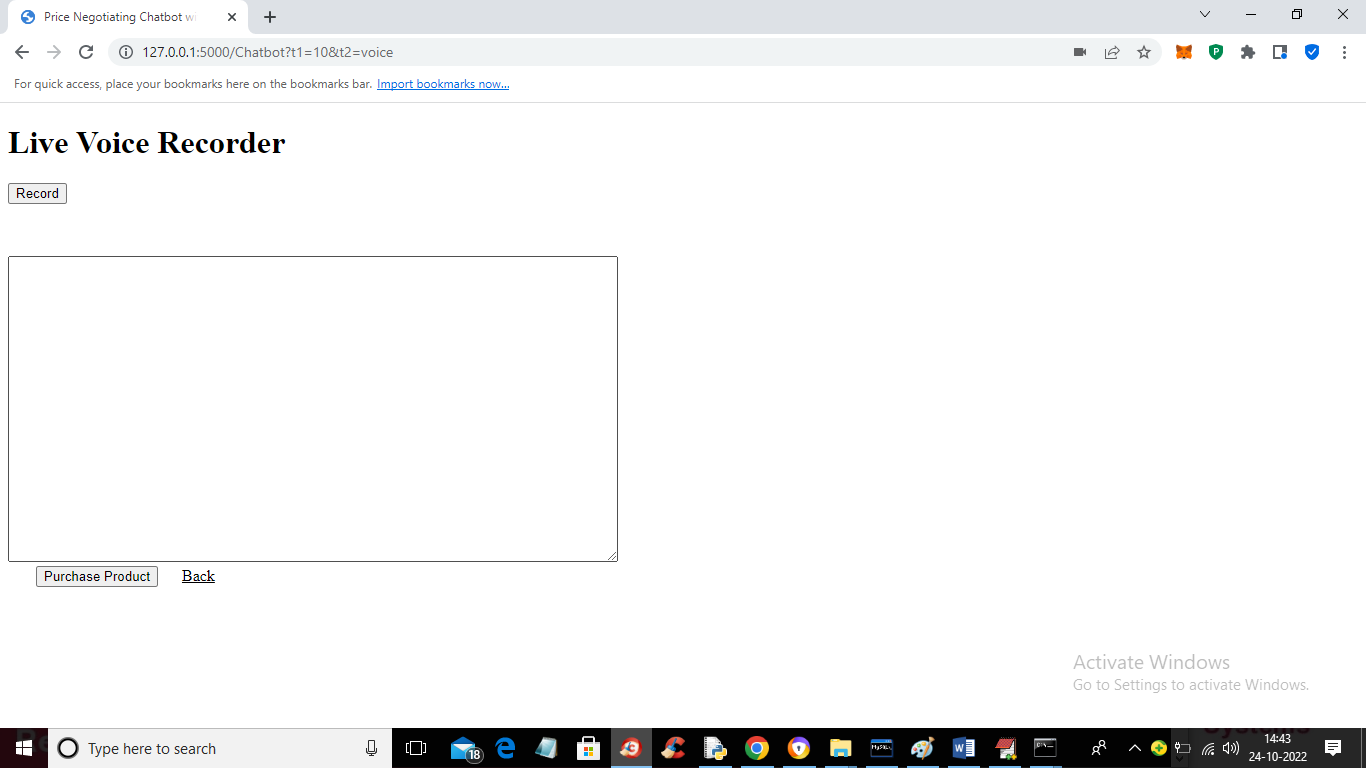 Price Negotiating Chatbot w
127.0.0.1:5000/Chatbot?t1=10&t2=voice
For quick access, place your bookmarks here on the bookmarks bar. Import bookmarks now...
Live Voice Recorder
Record
Purchase Product Back
Activate Windows
Go to Settings to activate Windows.
Type here to search
18
MySQL
14:43
24-10-2022